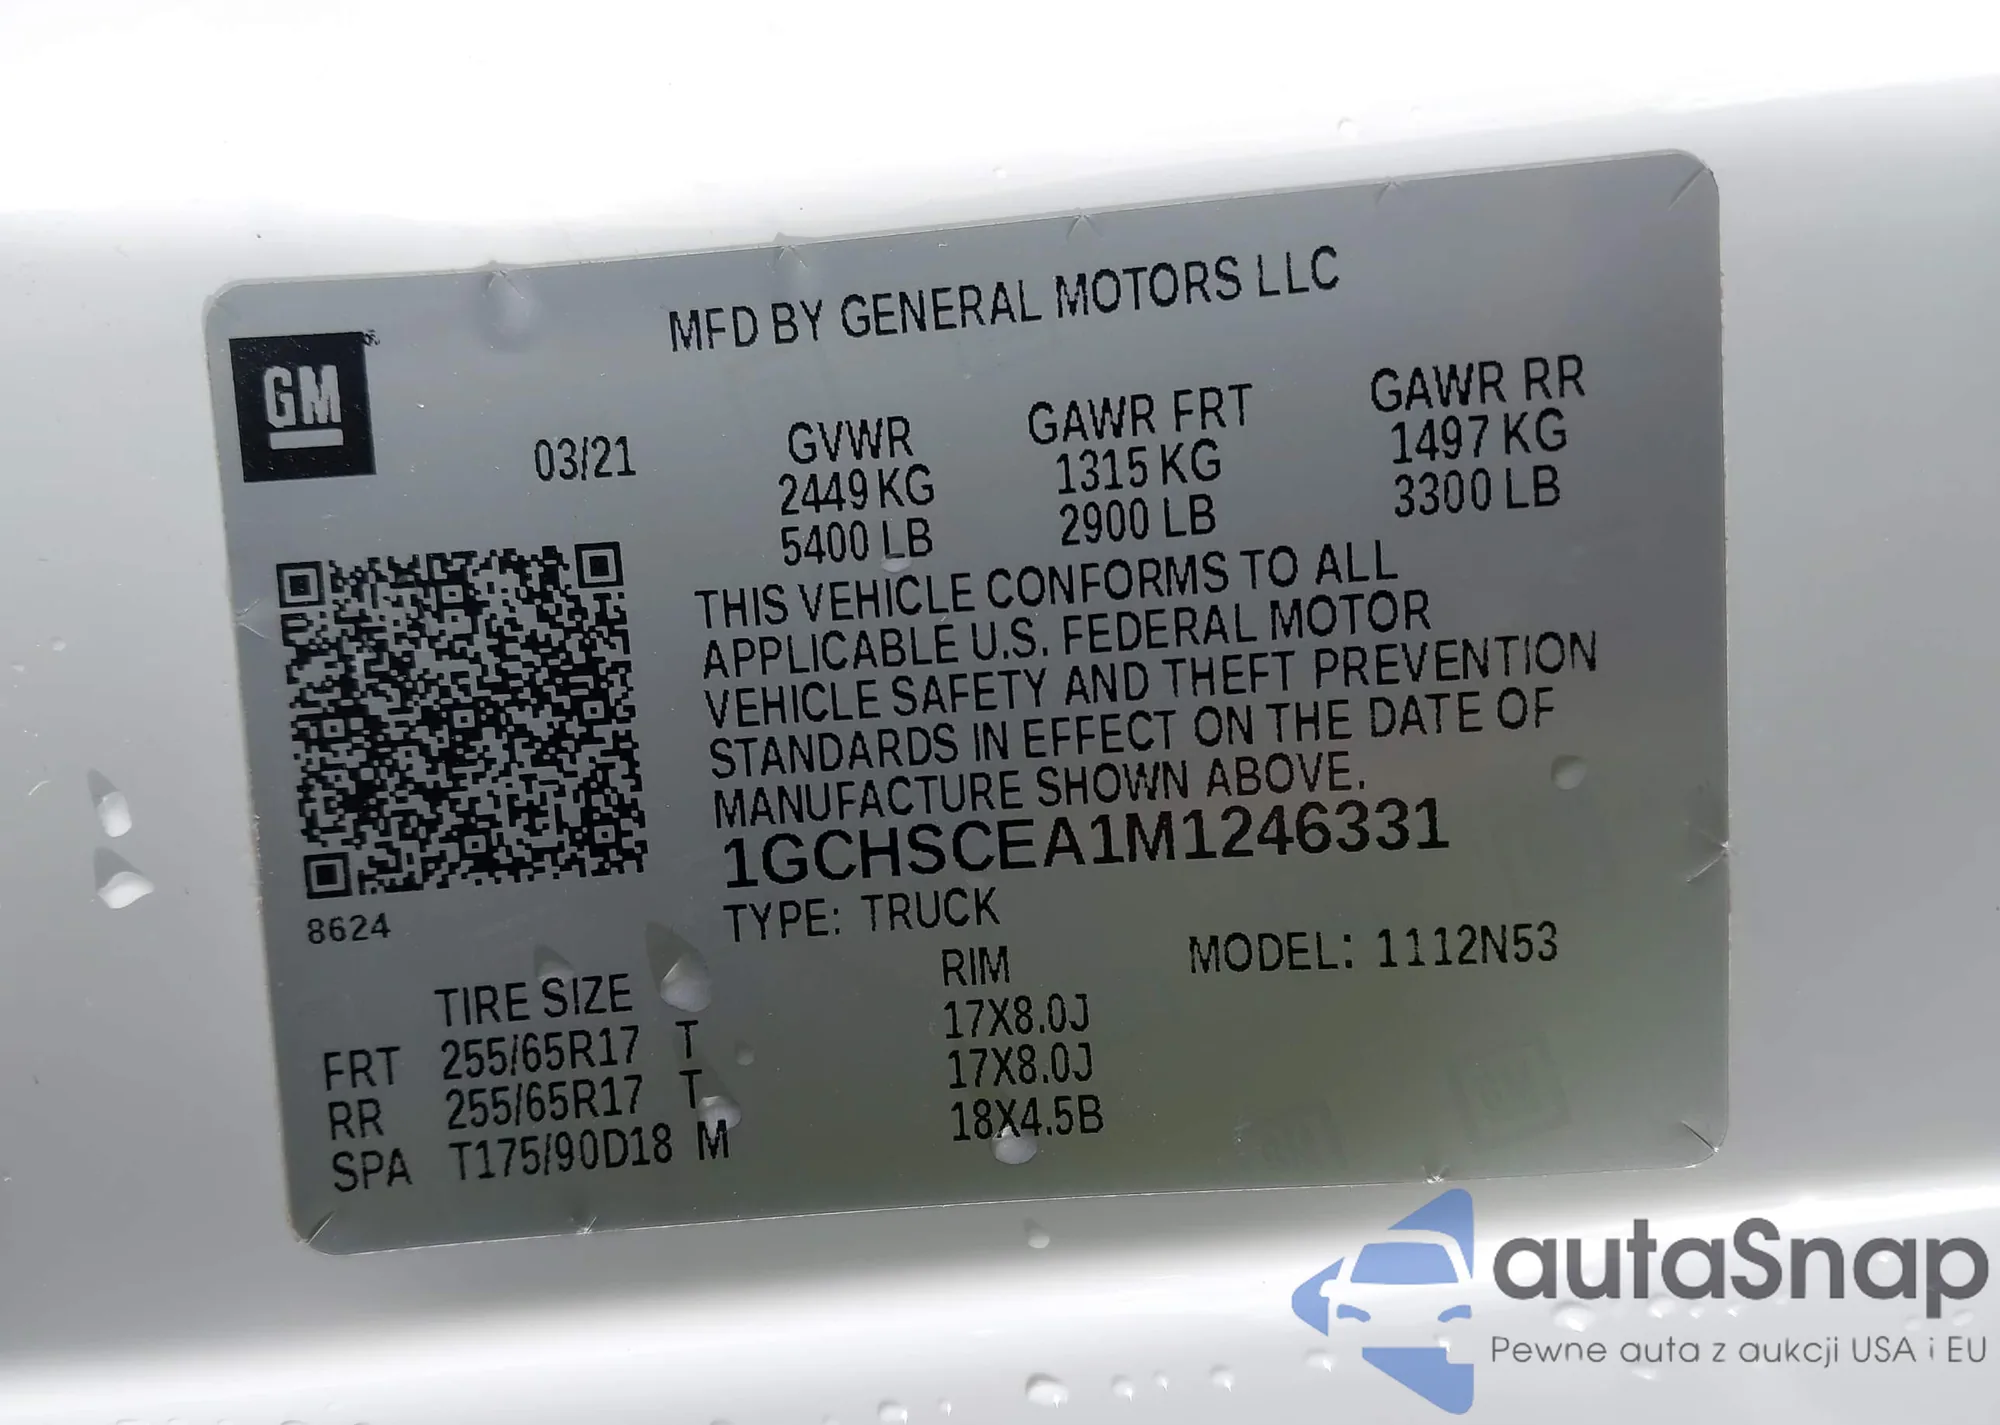 MFD BY GENERAL MOTORS LLC
GM
03/21
GVWR
2449 KG
5400 LB
GAWR FRT
1315 KG
2900 LB
GAWR RR
1497 KG
3300 LB
THIS VEHICLE CONFORMS TO ALL
APPLICABLE U.S. FEDERAL MOTOR
VEHICLE SAFETY AND THEFT PREVENTION
STANDARDS IN EFFECT ON THE DATE OF
MANUFACTURE SHOWN ABOVE.
1GCHSCEA1M1246331
8624
TYPE: TRUCK
MODEL: 1112N53
TIRE SIZE RIM
FRT 255/65R17 T 17X8.0J
RR 255/65R17 T 17X8.0J
SPA T175/90D18 M 18X4.5B
autaSnap
Pewne auta z aukcji USA i EU